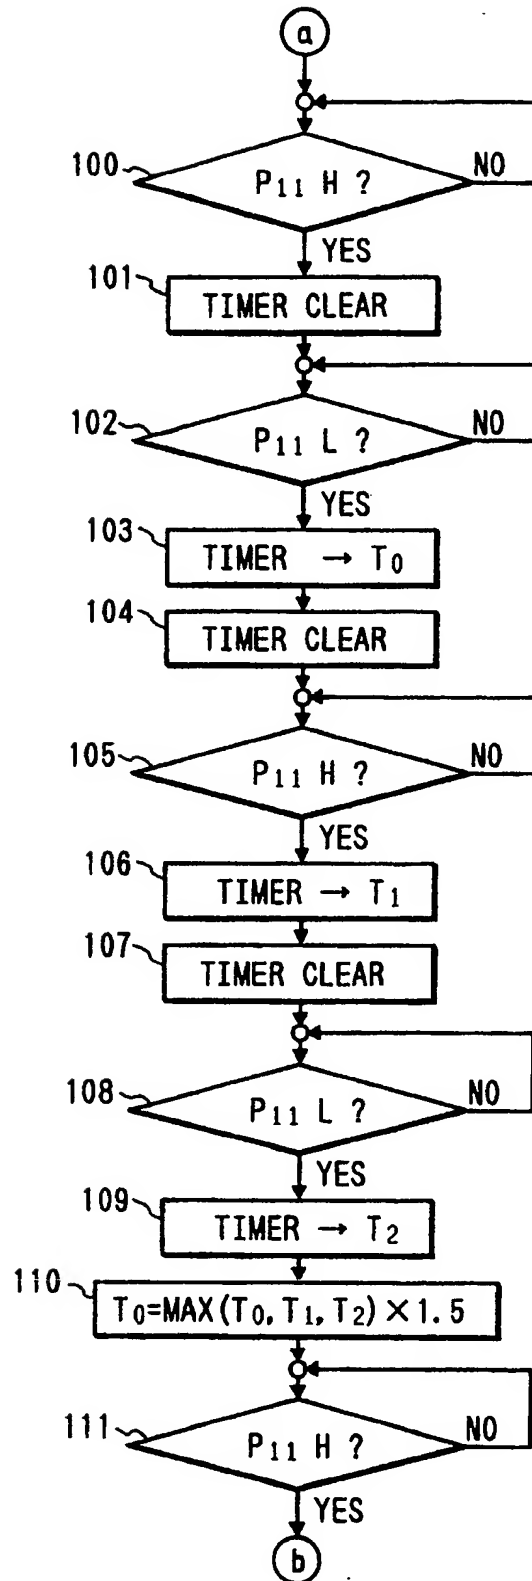 a
100
P₁₁ H ?
NO
YES
101
TIMER CLEAR
102
P₁₁ L ?
NO
YES
103
TIMER → T₀
104
TIMER CLEAR
105
P₁₁ H ?
NO
YES
106
TIMER → T₁
107
TIMER CLEAR
108
P₁₁ L ?
NO
YES
109
TIMER → T₂
110
T₀=MAX(T₀,T₁,T₂)×1.5
111
P₁₁ H ?
NO
YES
b